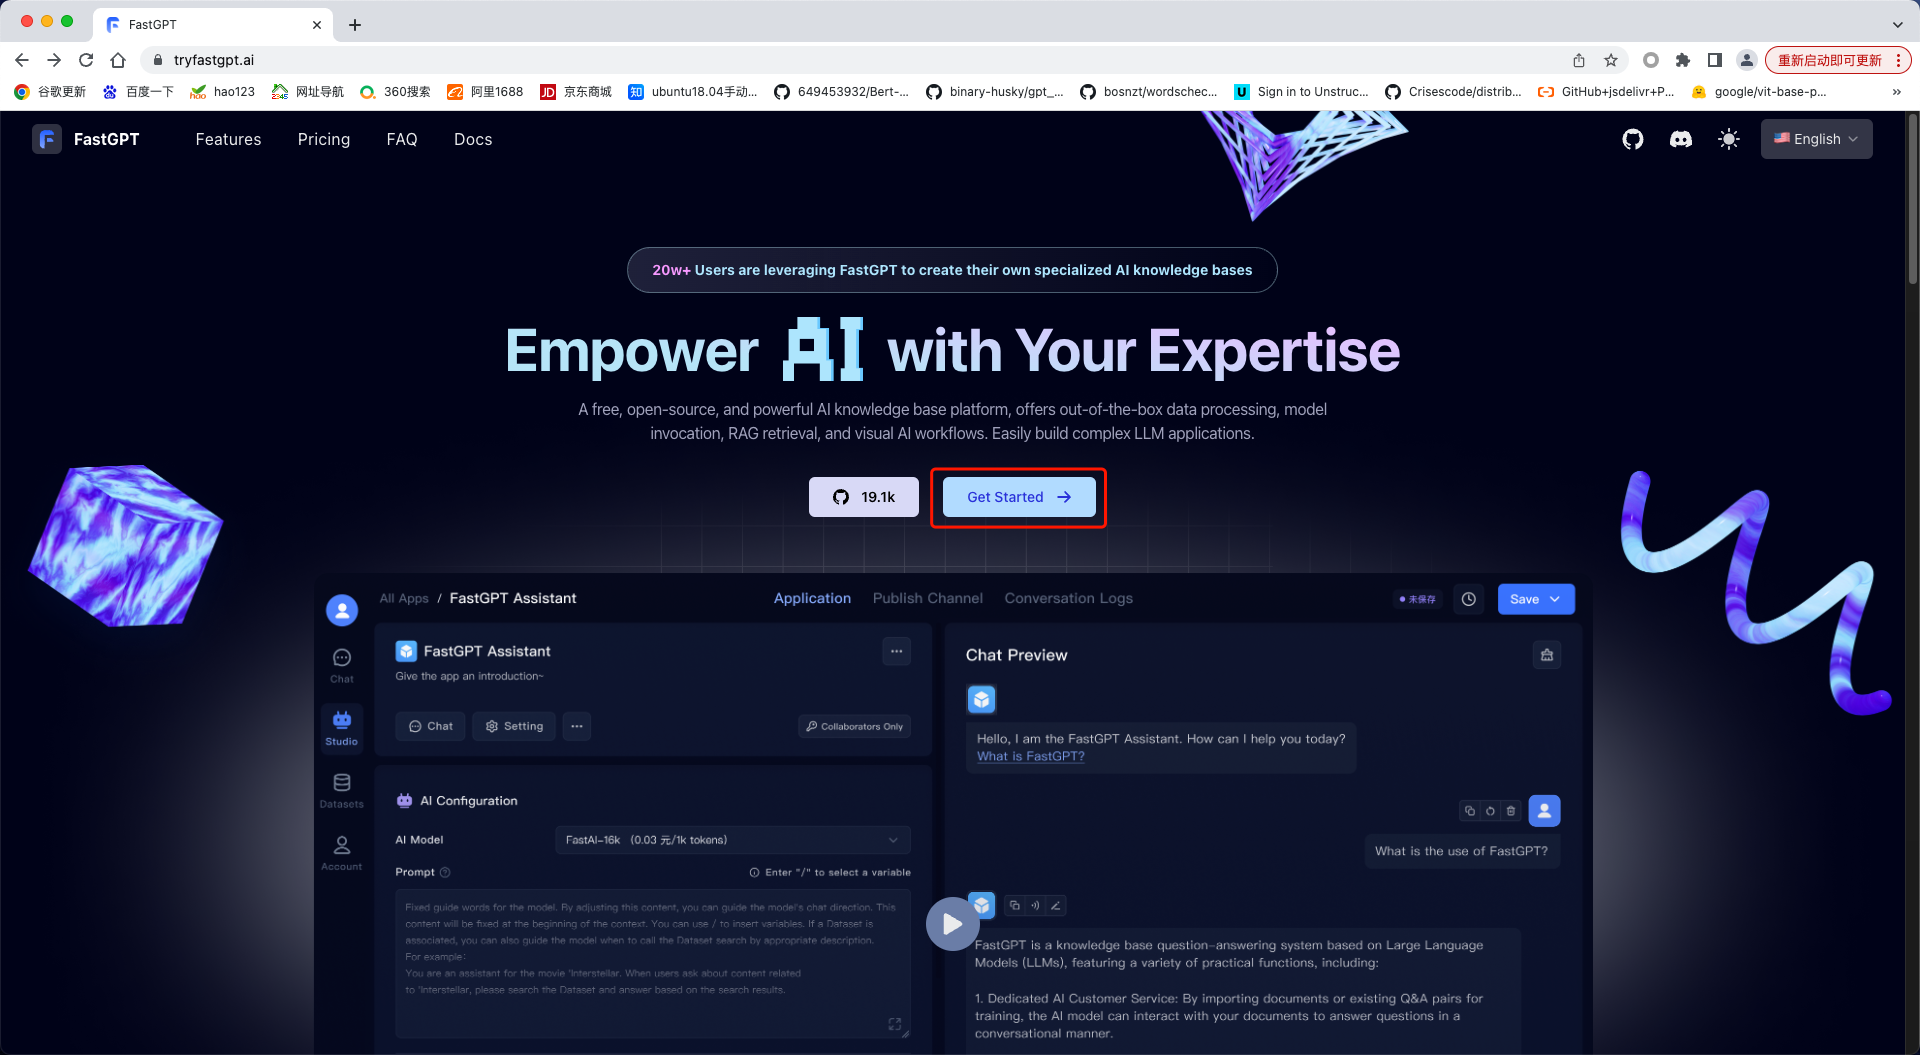 FastGPT
tryfastgpt.ai
重新启动即可更新
谷歌更新
百度一下
hao123
网址导航
360搜索
阿里1688
京东商城
ubuntu18.04手动...
649453932/Bert-...
binary-husky/gpt_...
bosnzt/wordschec...
Sign in to Unstruc...
Crisescode/distrib...
GitHub+jsdelivr+P...
google/vit-base-p...
FastGPT
Features
Pricing
FAQ
Docs
English
20w+ Users are leveraging FastGPT to create their own specialized AI knowledge bases
Empower AI with Your Expertise
A free, open-source, and powerful AI knowledge base platform, offers out-of-the-box data processing, model
invocation, RAG retrieval, and visual AI workflows. Easily build complex LLM applications.
19.1k
Get Started
All Apps / FastGPT Assistant
Application
Publish Channel
Conversation Logs
未保存
Save
Chat
Studio
Datasets
Account
FastGPT Assistant
Give the app an introduction~
Chat
Setting
Collaborators Only
AI Configuration
AI Model
FastAI-16k (0.03 元/1k tokens)
Prompt
Enter "/" to select a variable
Fixed guide words for the model. By adjusting this content, you can guide the model's chat direction. This
content will be fixed at the beginning of the context. You can use / to insert variables. If a Dataset is
associated, you can also guide the model when to call the Dataset search by appropriate description.
For example:
You are an assistant for the movie 'Interstellar. When users ask about content related
to 'Interstellar, please search the Dataset and answer based on the search results.
Chat Preview
Hello, I am the FastGPT Assistant. How can I help you today?
What is FastGPT?
What is the use of FastGPT?
FastGPT is a knowledge base question-answering system based on Large Language
Models (LLMs), featuring a variety of practical functions, including:
1. Dedicated AI Customer Service: By importing documents or existing Q&A pairs for
training, the AI model can interact with your documents to answer questions in a
conversational manner.